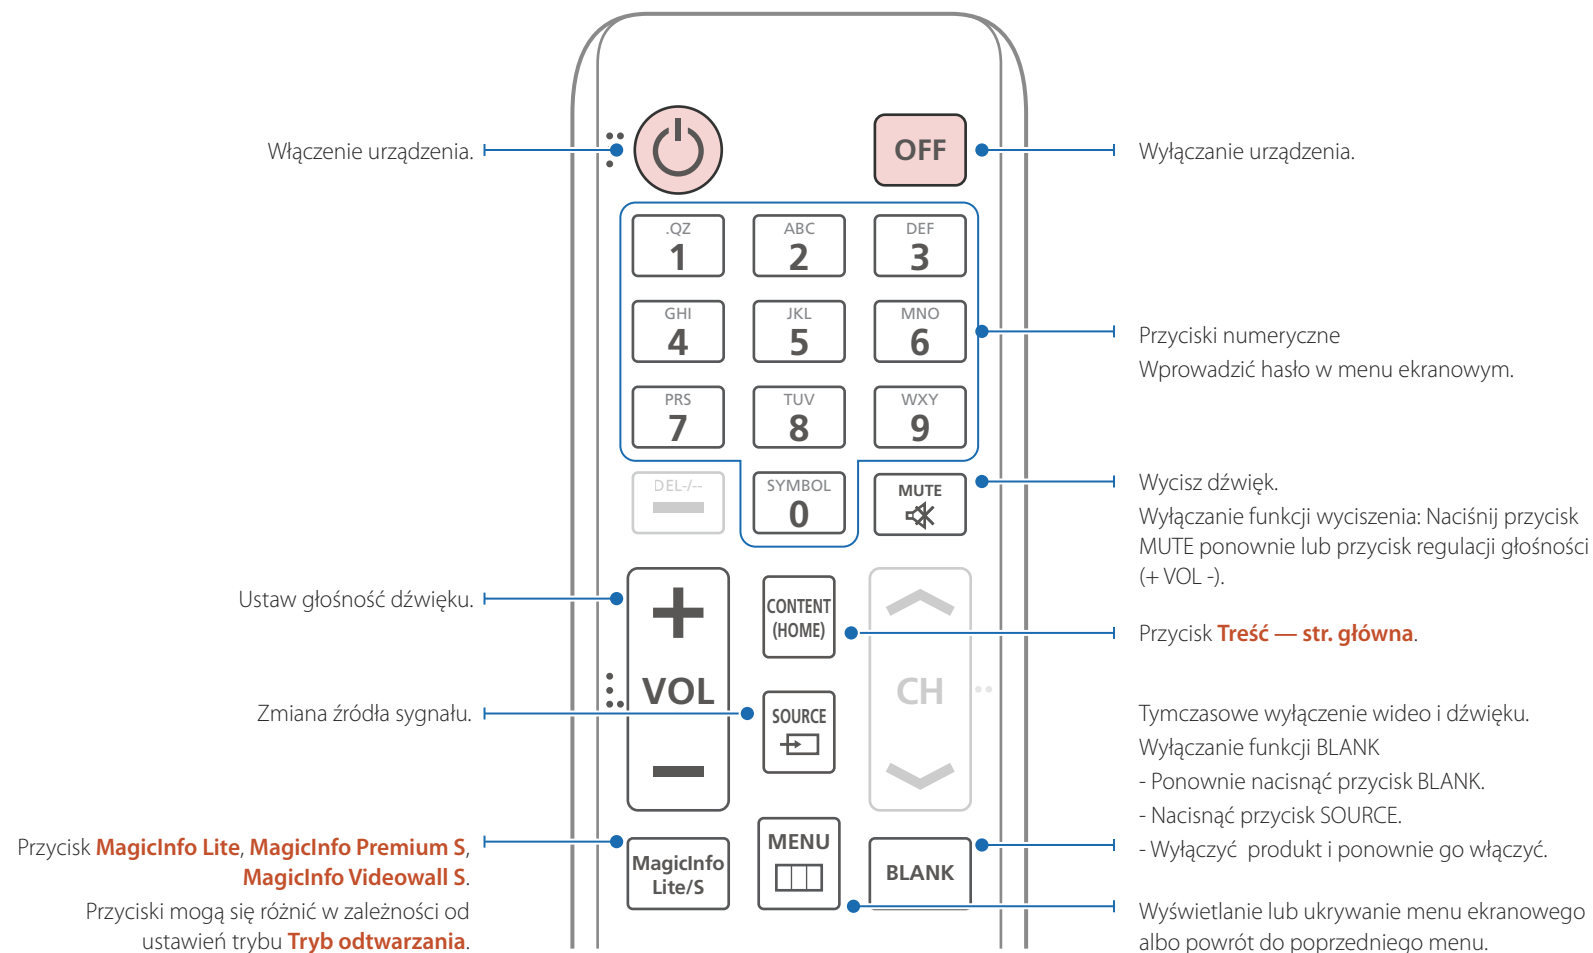 Włączenie urządzenia.
OFF
Wyłączanie urządzenia.
.QZ
1
ABC
2
DEF
3
GHI
4
JKL
5
MNO
6
Przyciski numeryczne
Wprowadzić hasło w menu ekranowym.
PRS
7
TUV
8
WXY
9
DEL-/--
SYMBOL
0
MUTE
Wycisz dźwięk.
Wyłączanie funkcji wyciszenia: Naciśnij przycisk
MUTE ponownie lub przycisk regulacji głośności
(+ VOL -).
Ustaw głośność dźwięku.
VOL
CONTENT
(HOME)
CH
Przycisk Treść — str. główna.
Zmiana źródła sygnału.
SOURCE
Tymczasowe wyłączenie wideo i dźwięku.
Wyłączanie funkcji BLANK
- Ponownie nacisnąć przycisk BLANK.
- Nacisnąć przycisk SOURCE.
- Wyłączyć produkt i ponownie go włączyć.
Przycisk MagicInfo Lite, MagicInfo Premium S,
MagicInfo Videowall S.
Przyciski mogą się różnić w zależności od
ustawień trybu Tryb odtwarzania.
MagicInfo
Lite/S
MENU
BLANK
Wyświetlanie lub ukrywanie menu ekranowego
albo powrót do poprzedniego menu.